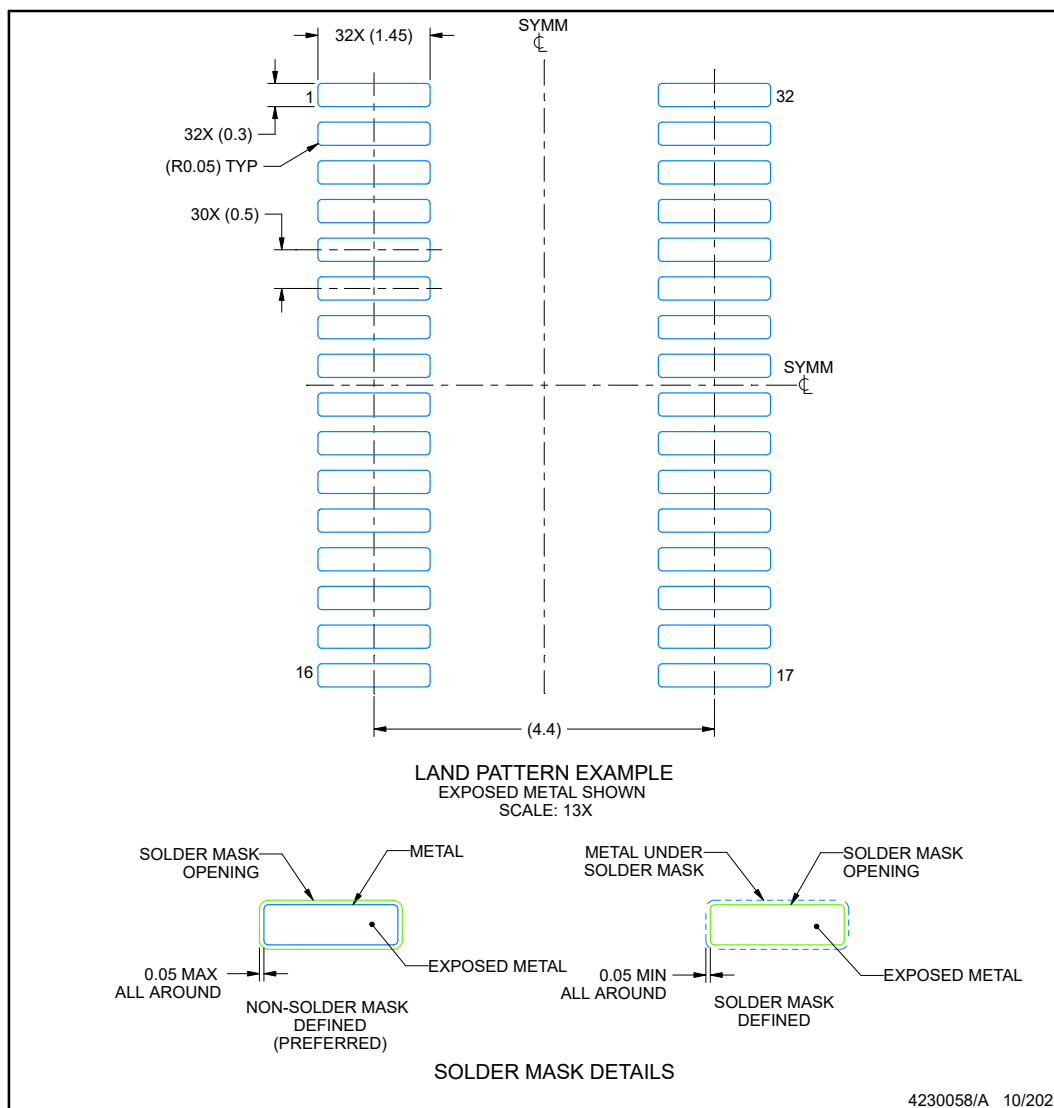 32X (1.45)
SYMM
℄
1
32
32X (0.3)
(R0.05) TYP
30X (0.5)
SYMM
℄
16
17
(4.4)
LAND PATTERN EXAMPLE
EXPOSED METAL SHOWN
SCALE: 13X
SOLDER MASK
OPENING
METAL
EXPOSED METAL
0.05 MAX
ALL AROUND
NON-SOLDER MASK
DEFINED
(PREFERRED)
METAL UNDER
SOLDER MASK
SOLDER MASK
OPENING
EXPOSED METAL
0.05 MIN
ALL AROUND
SOLDER MASK
DEFINED
SOLDER MASK DETAILS
4230058/A 10/202